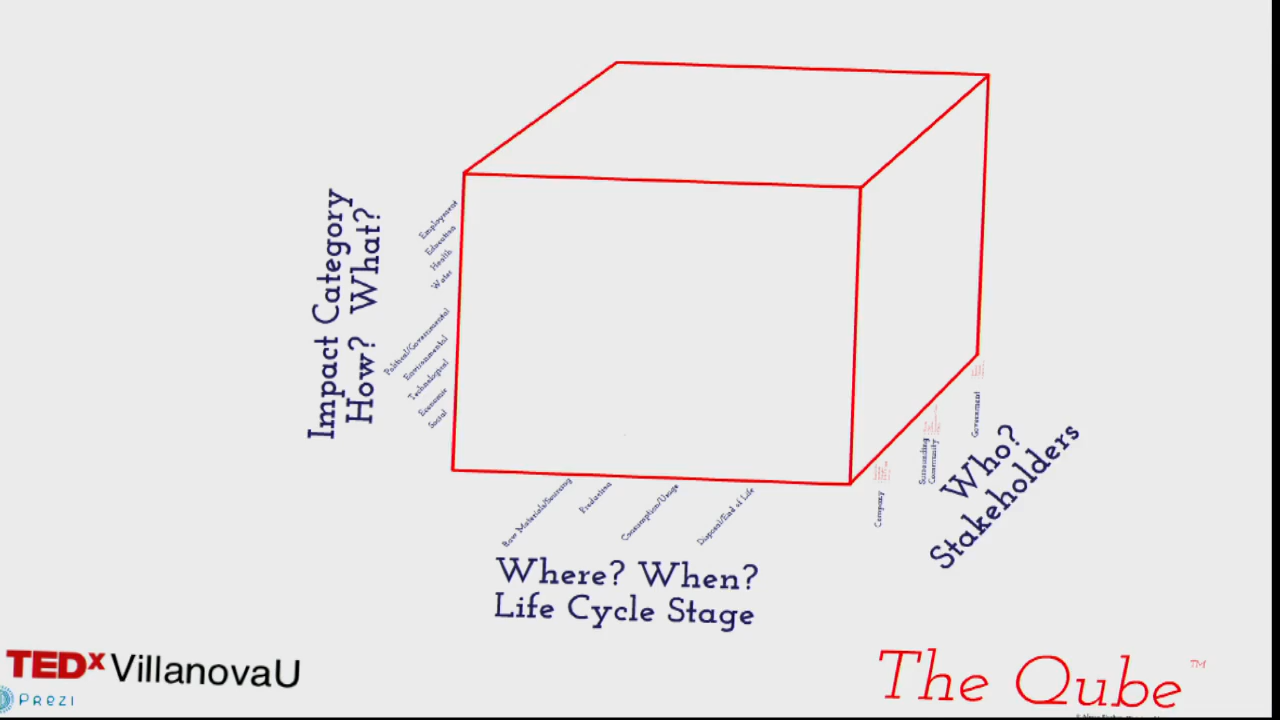 Impact Category
How? What?
Employment
Education
Health
Water
Political/Governmental
Environmental
Technological
Economic
Social
Raw Materials/Sourcing
Production
Consumption/Usage
Disposal/End of Life
Where? When?
Life Cycle Stage
Company
Surrounding
Community
Government
Who?
Stakeholders
TEDxVillanovaU
PREZI
The Qube™